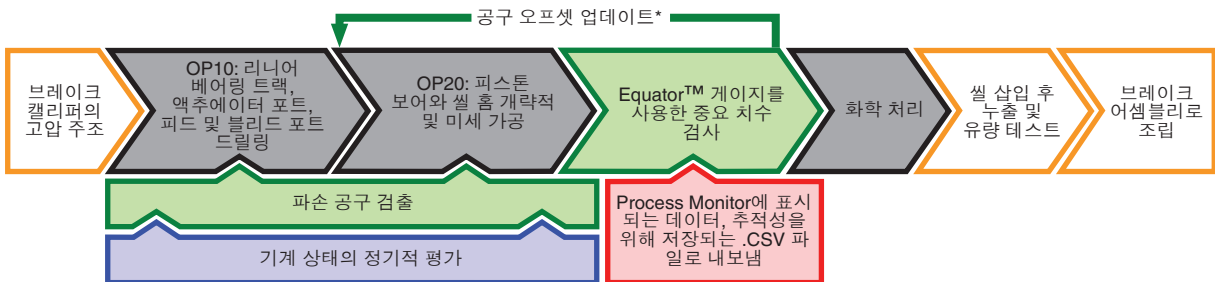 공구 오프셋 업데이트*
브레이크
캘리퍼의
고압 주조
OP10: 리니어
베어링 트랙,
액추에이터 포트,
피드 및 블리드 포트
드릴링
OP20: 피스톤
보어와 씰 홈 개략적
및 미세 가공
Equator™ 게이지를
사용한 중요 치수
검사
화학 처리
씰 삽입 후
누출 및
유량 테스트
브레이크
어셈블리로
조립
파손 공구 검출
Process Monitor에 표시
되는 데이터, 추적성을
위해 저장되는 .CSV 파
일로 내보냄
기계 상태의 정기적 평가